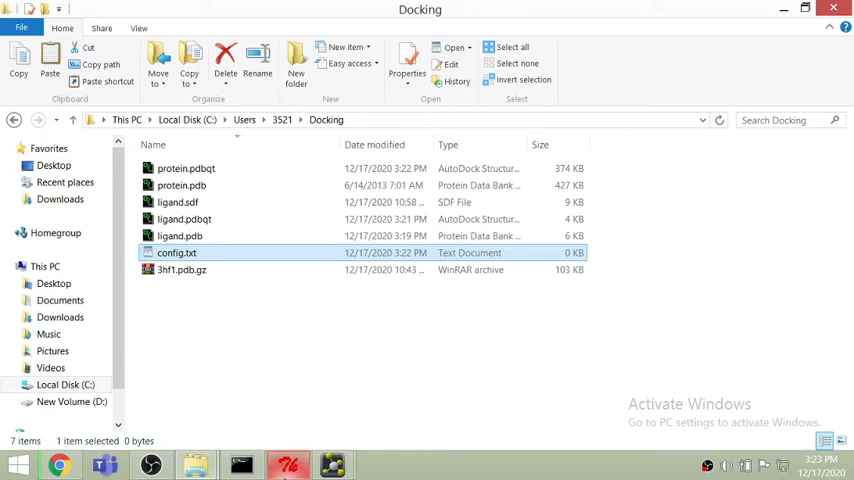 Docking
File Home Share View
Copy
Paste
Cut
Copy path
Paste shortcut
Clipboard
Move to
Copy to
Delete
Rename
Organize
New folder
New item
Easy access
New
Properties
Open
Edit
History
Open
Select all
Select none
Invert selection
Select
This PC Local Disk (C:) Users 3521 Docking
Search Docking
Name Date modified Type Size
protein.pdbqt 12/17/2020 3:22 PM AutoDock Structur... 374 KB
protein.pdb 6/14/2013 7:01 AM Protein Data Bank ... 427 KB
ligand.sdf 12/17/2020 10:58 ... SDF File 9 KB
ligand.pdbqt 12/17/2020 3:21 PM AutoDock Structur... 4 KB
ligand.pdb 12/17/2020 3:19 PM Protein Data Bank ... 6 KB
config.txt 12/17/2020 3:22 PM Text Document 0 KB
3hf1.pdb.gz 12/17/2020 10:43 ... WinRAR archive 103 KB
Favorites
Desktop
Recent places
Downloads
Homegroup
This PC
Desktop
Documents
Downloads
Music
Pictures
Videos
Local Disk (C:)
New Volume (D:)
Activate Windows
Go to PC settings to activate Windows.
7 items 1 item selected 0 bytes
3:23 PM
12/17/2020